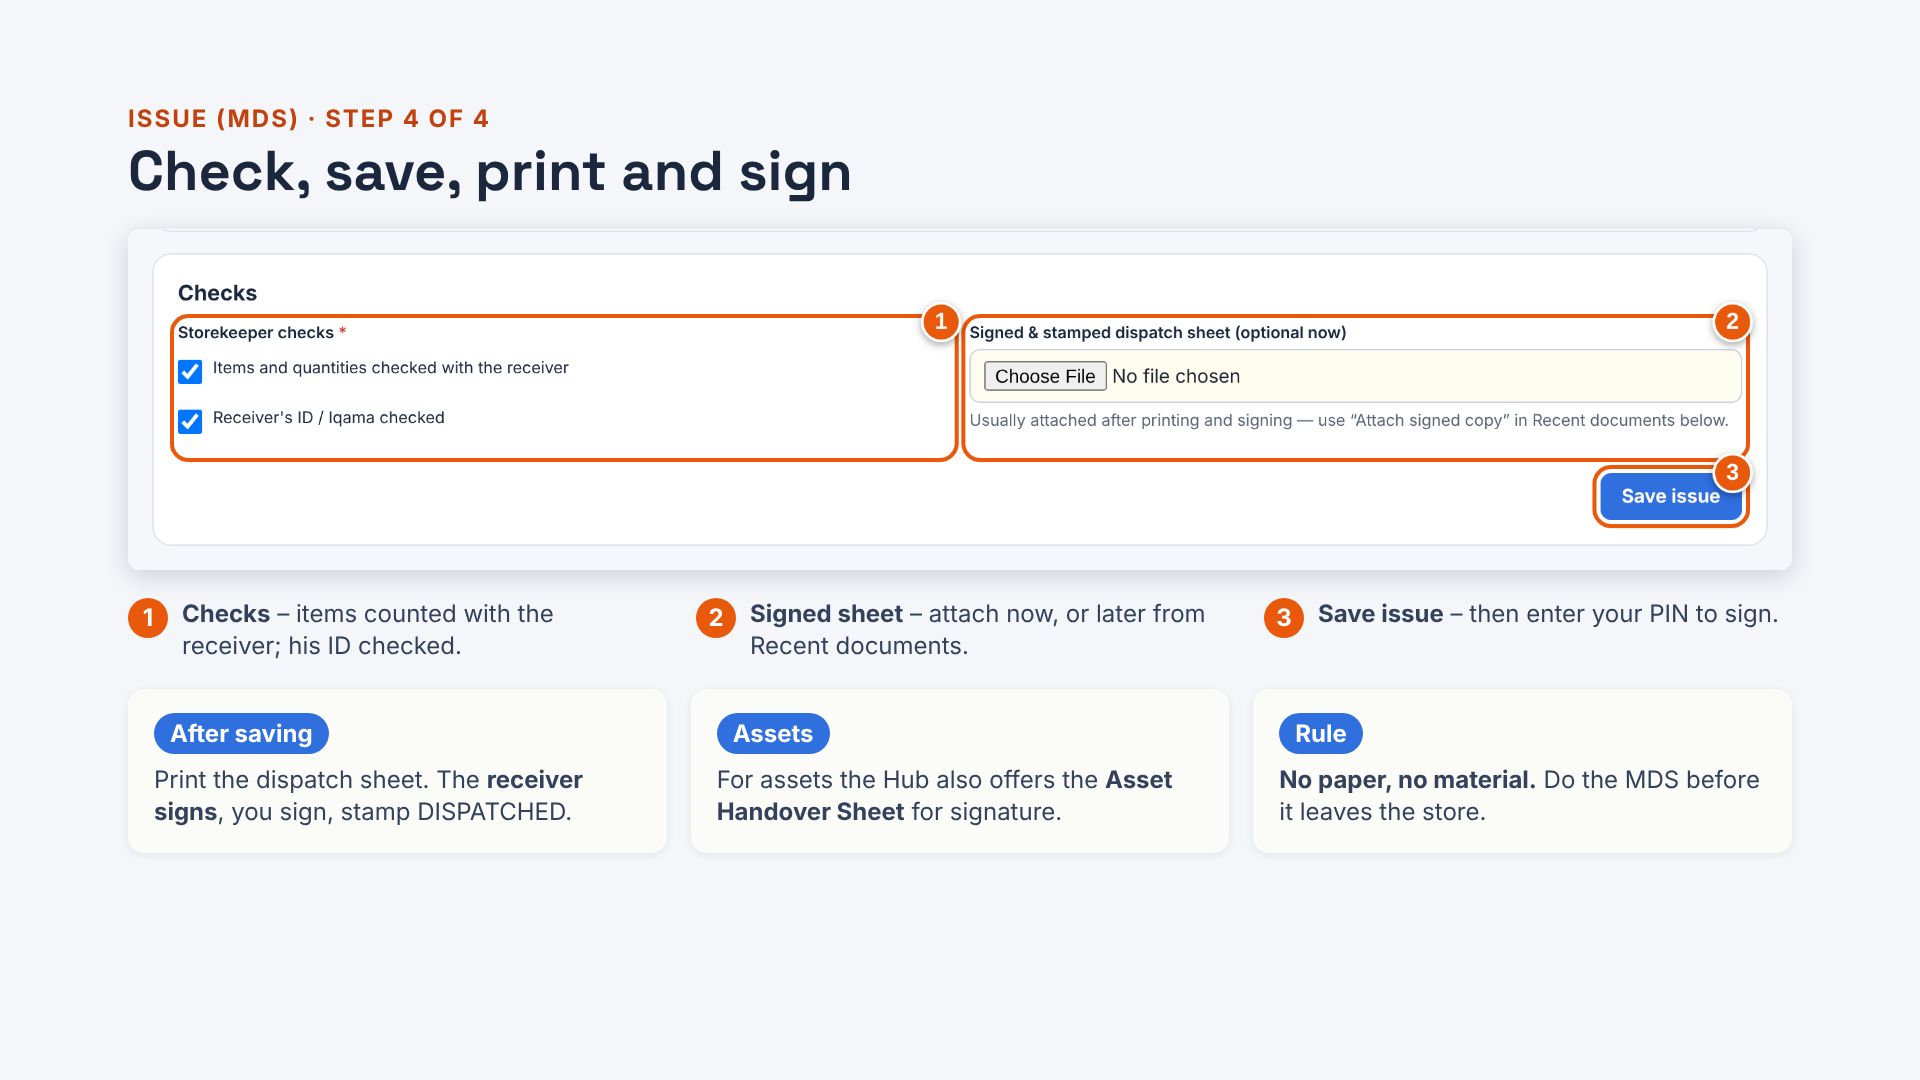 ISSUE (MDS) · STEP 4 OF 4
Check, save, print and sign
Checks
Storekeeper checks *
1
Items and quantities checked with the receiver
Receiver's ID / Iqama checked
Signed & stamped dispatch sheet (optional now)
2
Choose File No file chosen
Usually attached after printing and signing — use “Attach signed copy” in Recent documents below.
3
Save issue
1 Checks – items counted with the
receiver; his ID checked.
2 Signed sheet – attach now, or later from
Recent documents.
3 Save issue – then enter your PIN to sign.
After saving
Print the dispatch sheet. The receiver
signs, you sign, stamp DISPATCHED.
Assets
For assets the Hub also offers the Asset
Handover Sheet for signature.
Rule
No paper, no material. Do the MDS before
it leaves the store.